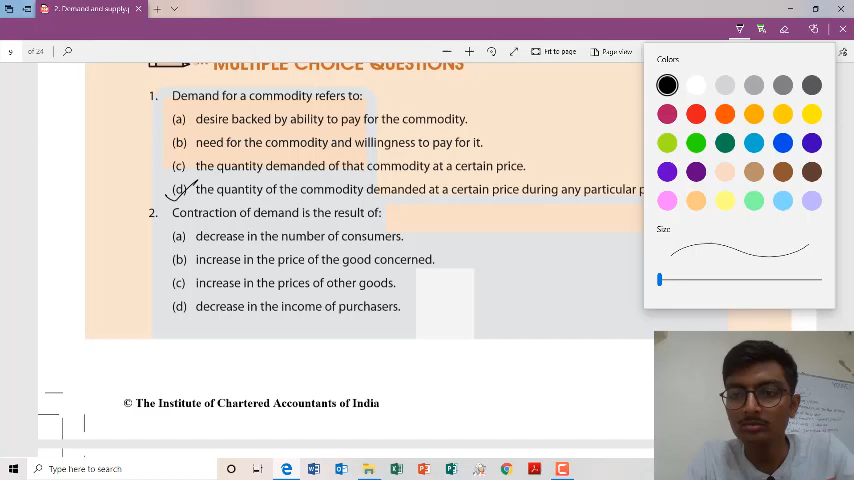 2. Demand and supply.p
9 of 24
Fit to page
Page view
MULTIPLE CHOICE QUESTIONS
1. Demand for a commodity refers to:
(a) desire backed by ability to pay for the commodity.
(b) need for the commodity and willingness to pay for it.
(c) the quantity demanded of that commodity at a certain price.
(d) the quantity of the commodity demanded at a certain price during any particular p
2. Contraction of demand is the result of:
(a) decrease in the number of consumers.
(b) increase in the price of the good concerned.
(c) increase in the prices of other goods.
(d) decrease in the income of purchasers.
© The Institute of Chartered Accountants of India
Colors
Size
Type here to search